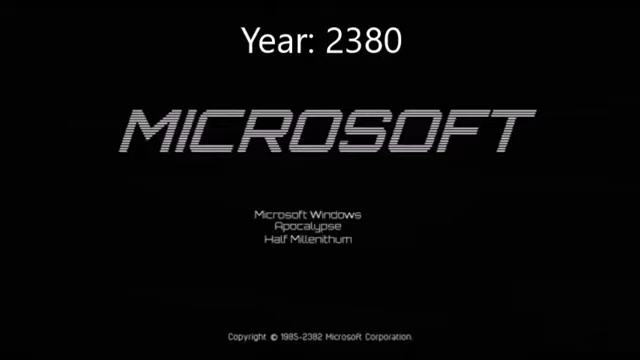 Year: 2380
MICROSOFT
Microsoft Windows
Apocalypse
Half Millenithum
Copyright © 1985-2382 Microsoft Corporation.